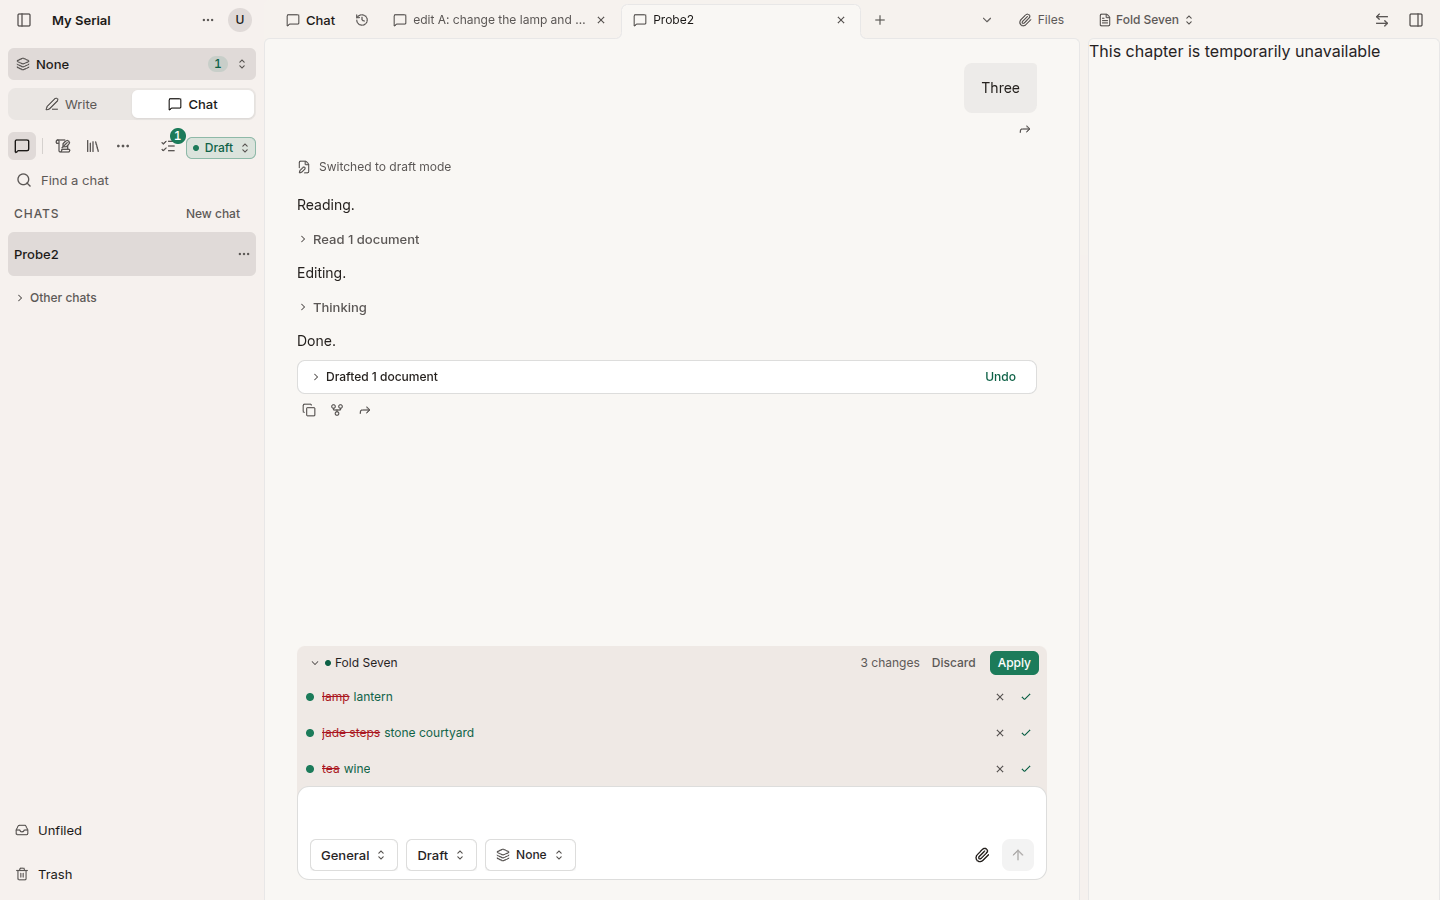 My Serial
U
None
1
Write
Chat
1
Draft
Find a chat
CHATS
New chat
Probe2
Other chats
Unfiled
Trash
Chat
edit A: change the lamp and ...
Probe2
Files
Three
Switched to draft mode
Reading.
Read 1 document
Editing.
Thinking
Done.
Drafted 1 document
Undo
Fold Seven
3 changes
Discard
Apply
lamp lantern
jade steps stone courtyard
tea wine
General
Draft
None
Fold Seven
This chapter is temporarily unavailable